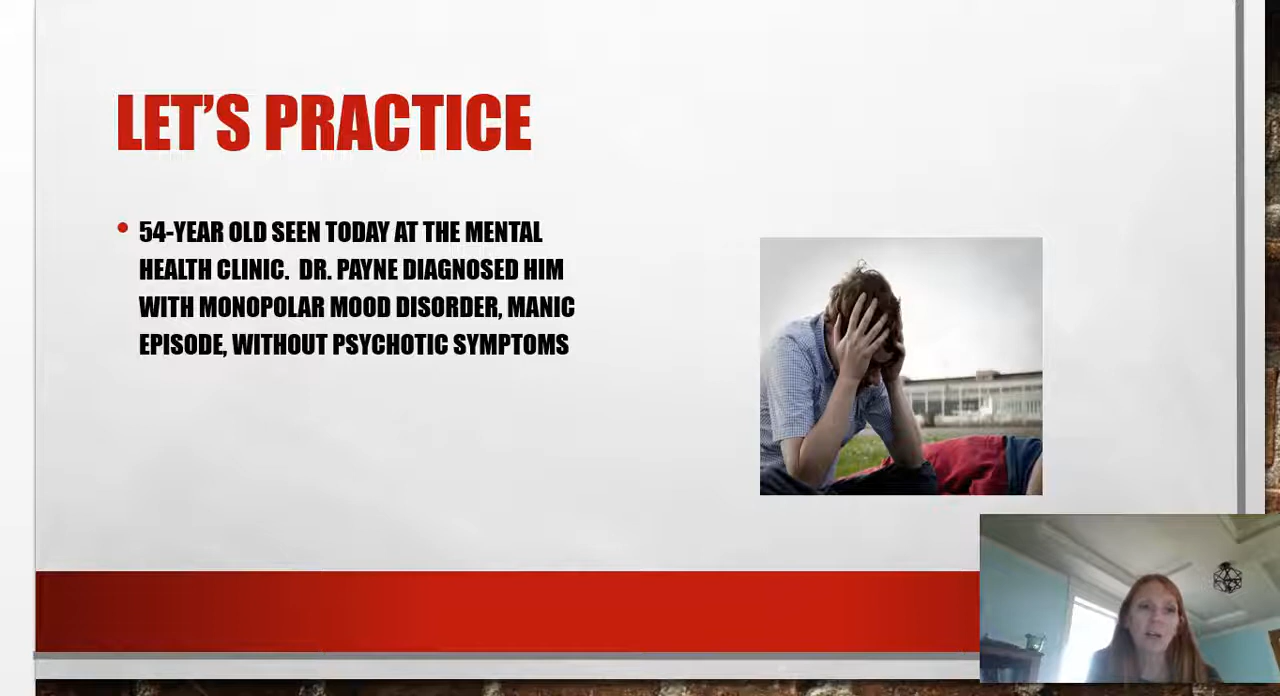 LET'S PRACTICE
• 54-YEAR OLD SEEN TODAY AT THE MENTAL
HEALTH CLINIC.  DR. PAYNE DIAGNOSED HIM
WITH MONOPOLAR MOOD DISORDER, MANIC
EPISODE, WITHOUT PSYCHOTIC SYMPTOMS